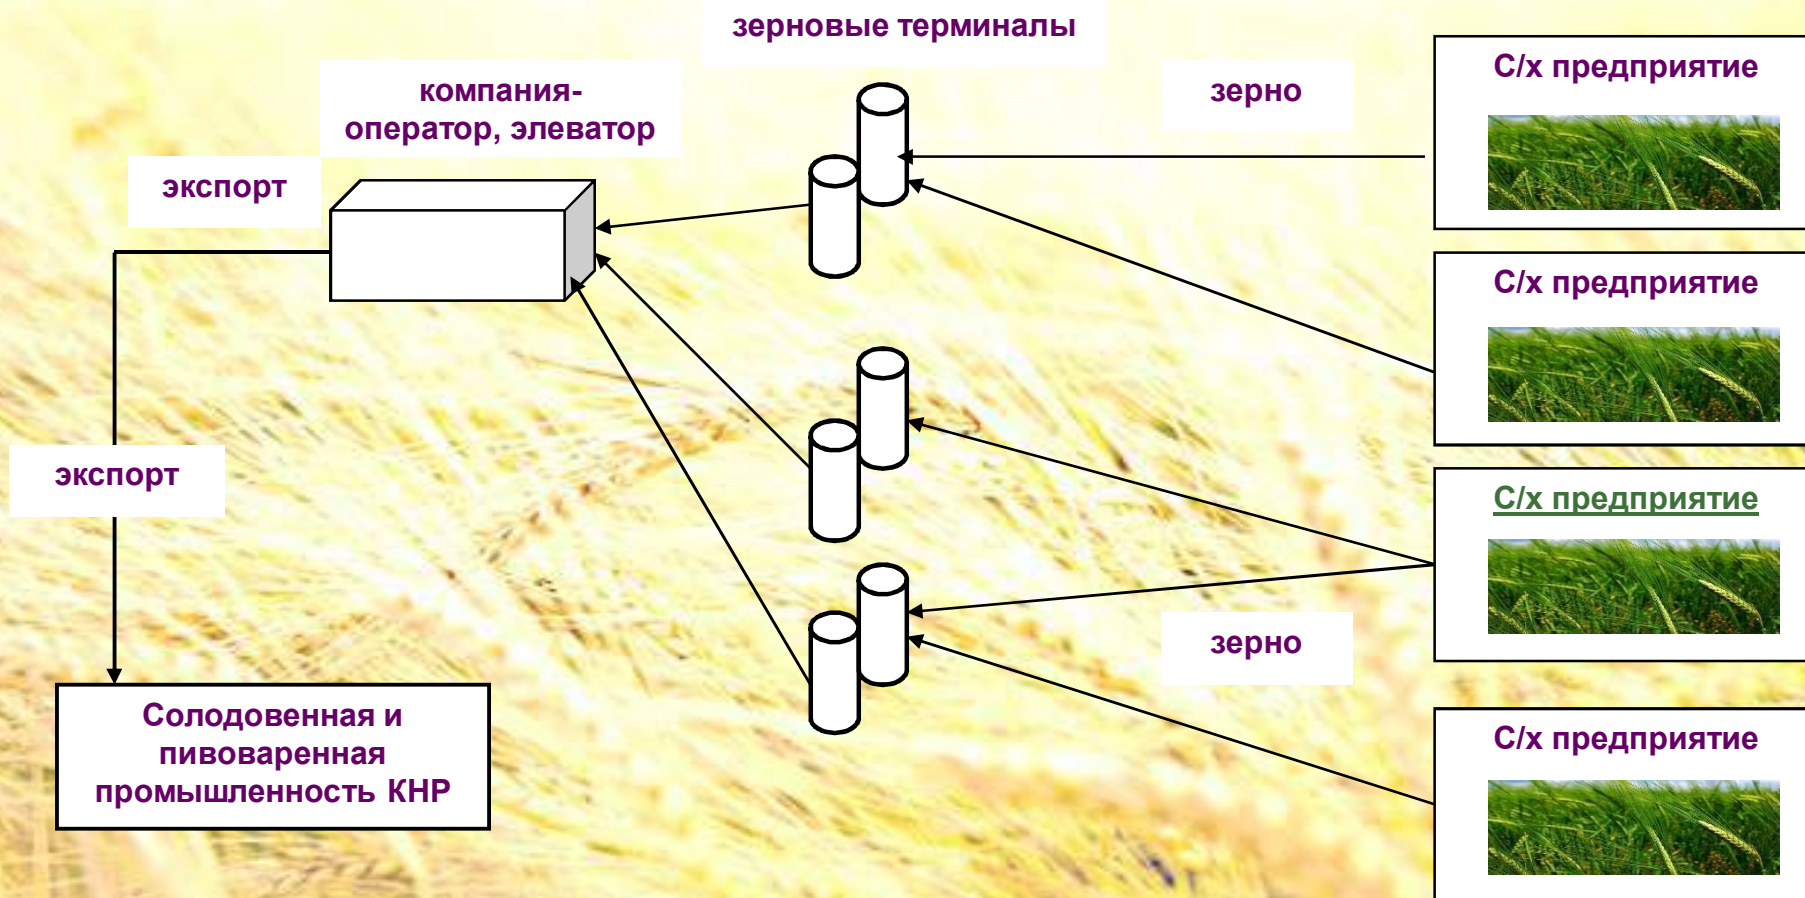 зерновые терминалы
С/х предприятие
компания-
оператор, элеватор
зерно
экспорт
С/х предприятие
экспорт
С/х предприятие
зерно
Солодовенная и
пивоваренная
промышленность КНР
С/х предприятие